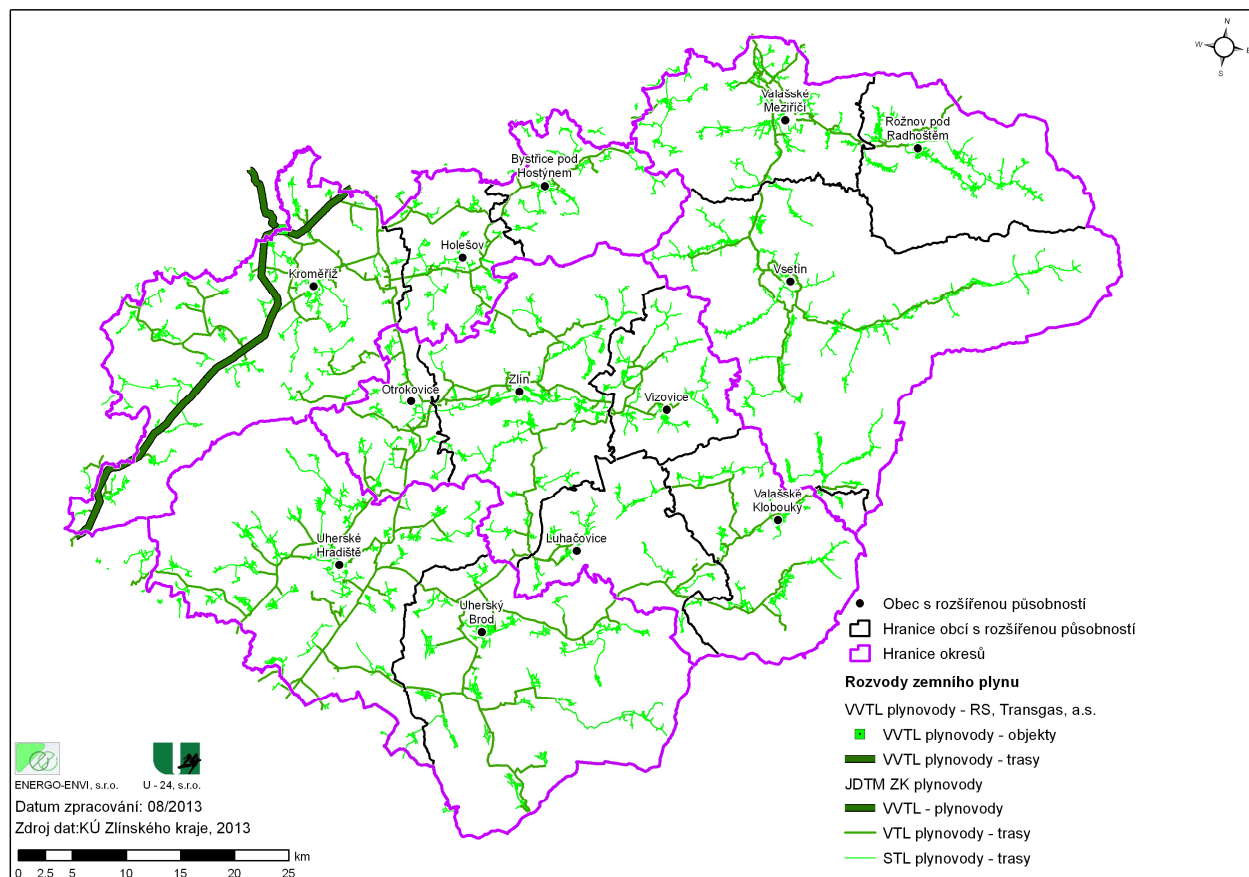 N
W
E
S
Valašské
Meziříčí
Rožnov pod
Radhoštěm
Bystřice pod
Hostýnem
Holešov
Kroměříž
Vsetín
Otrokovice
Zlín
Vizovice
Valašské
Klobouky
Uherské
Hradiště
Luhačovice
Uherský
Brod
Obec s rozšířenou působností
Hranice obcí s rozšířenou působností
Hranice okresů
Rozvody zemního plynu
VVTL plynovody - RS, Transgas, a.s.
VVTL plynovody - objekty
VVTL plynovody - trasy
JDTM ZK plynovody
VVTL - plynovody
VTL plynovody - trasy
STL plynovody - trasy
ENERGO-ENVI, s.r.o. U - 24, s.r.o.
Datum zpracování: 08/2013
Zdroj dat:KÚ Zlínského kraje, 2013
km
0 2.5 5 10 15 20 25